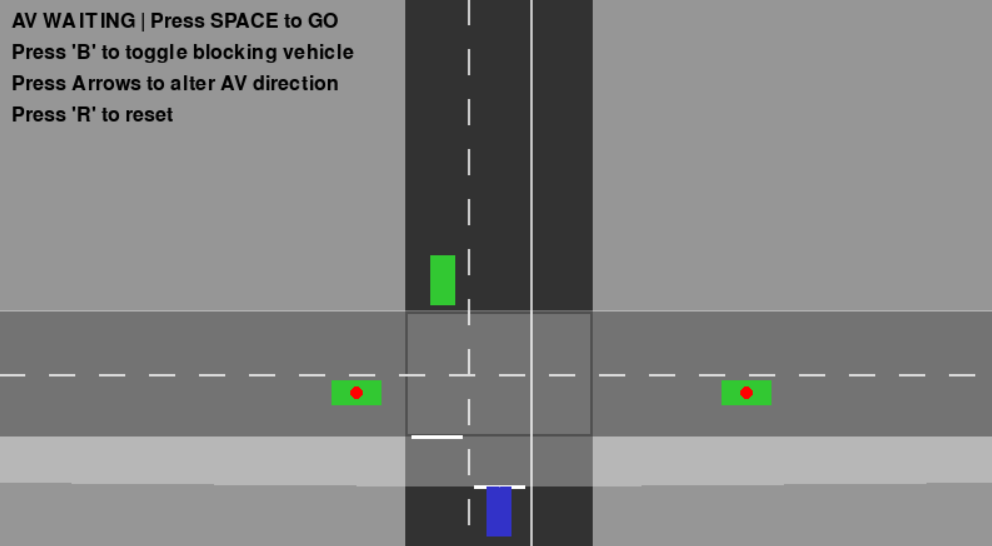 AV WAITING | Press SPACE to GO
Press 'B' to toggle blocking vehicle
Press Arrows to alter AV direction
Press 'R' to reset